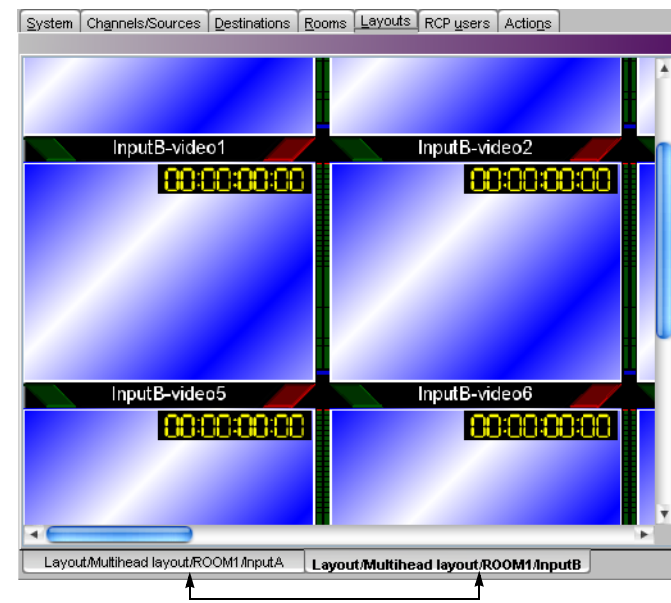 System Channels/Sources Destinations Rooms Layouts RCP users Actions
InputB-video1 InputB-video2
00:00:00:00 00:00:00:00
InputB-video5 InputB-video6
00:00:00:00 00:00:00:00
Layout/Multihead layout/ROOM1/InputA Layout/Multihead layout/ROOM1/InputB